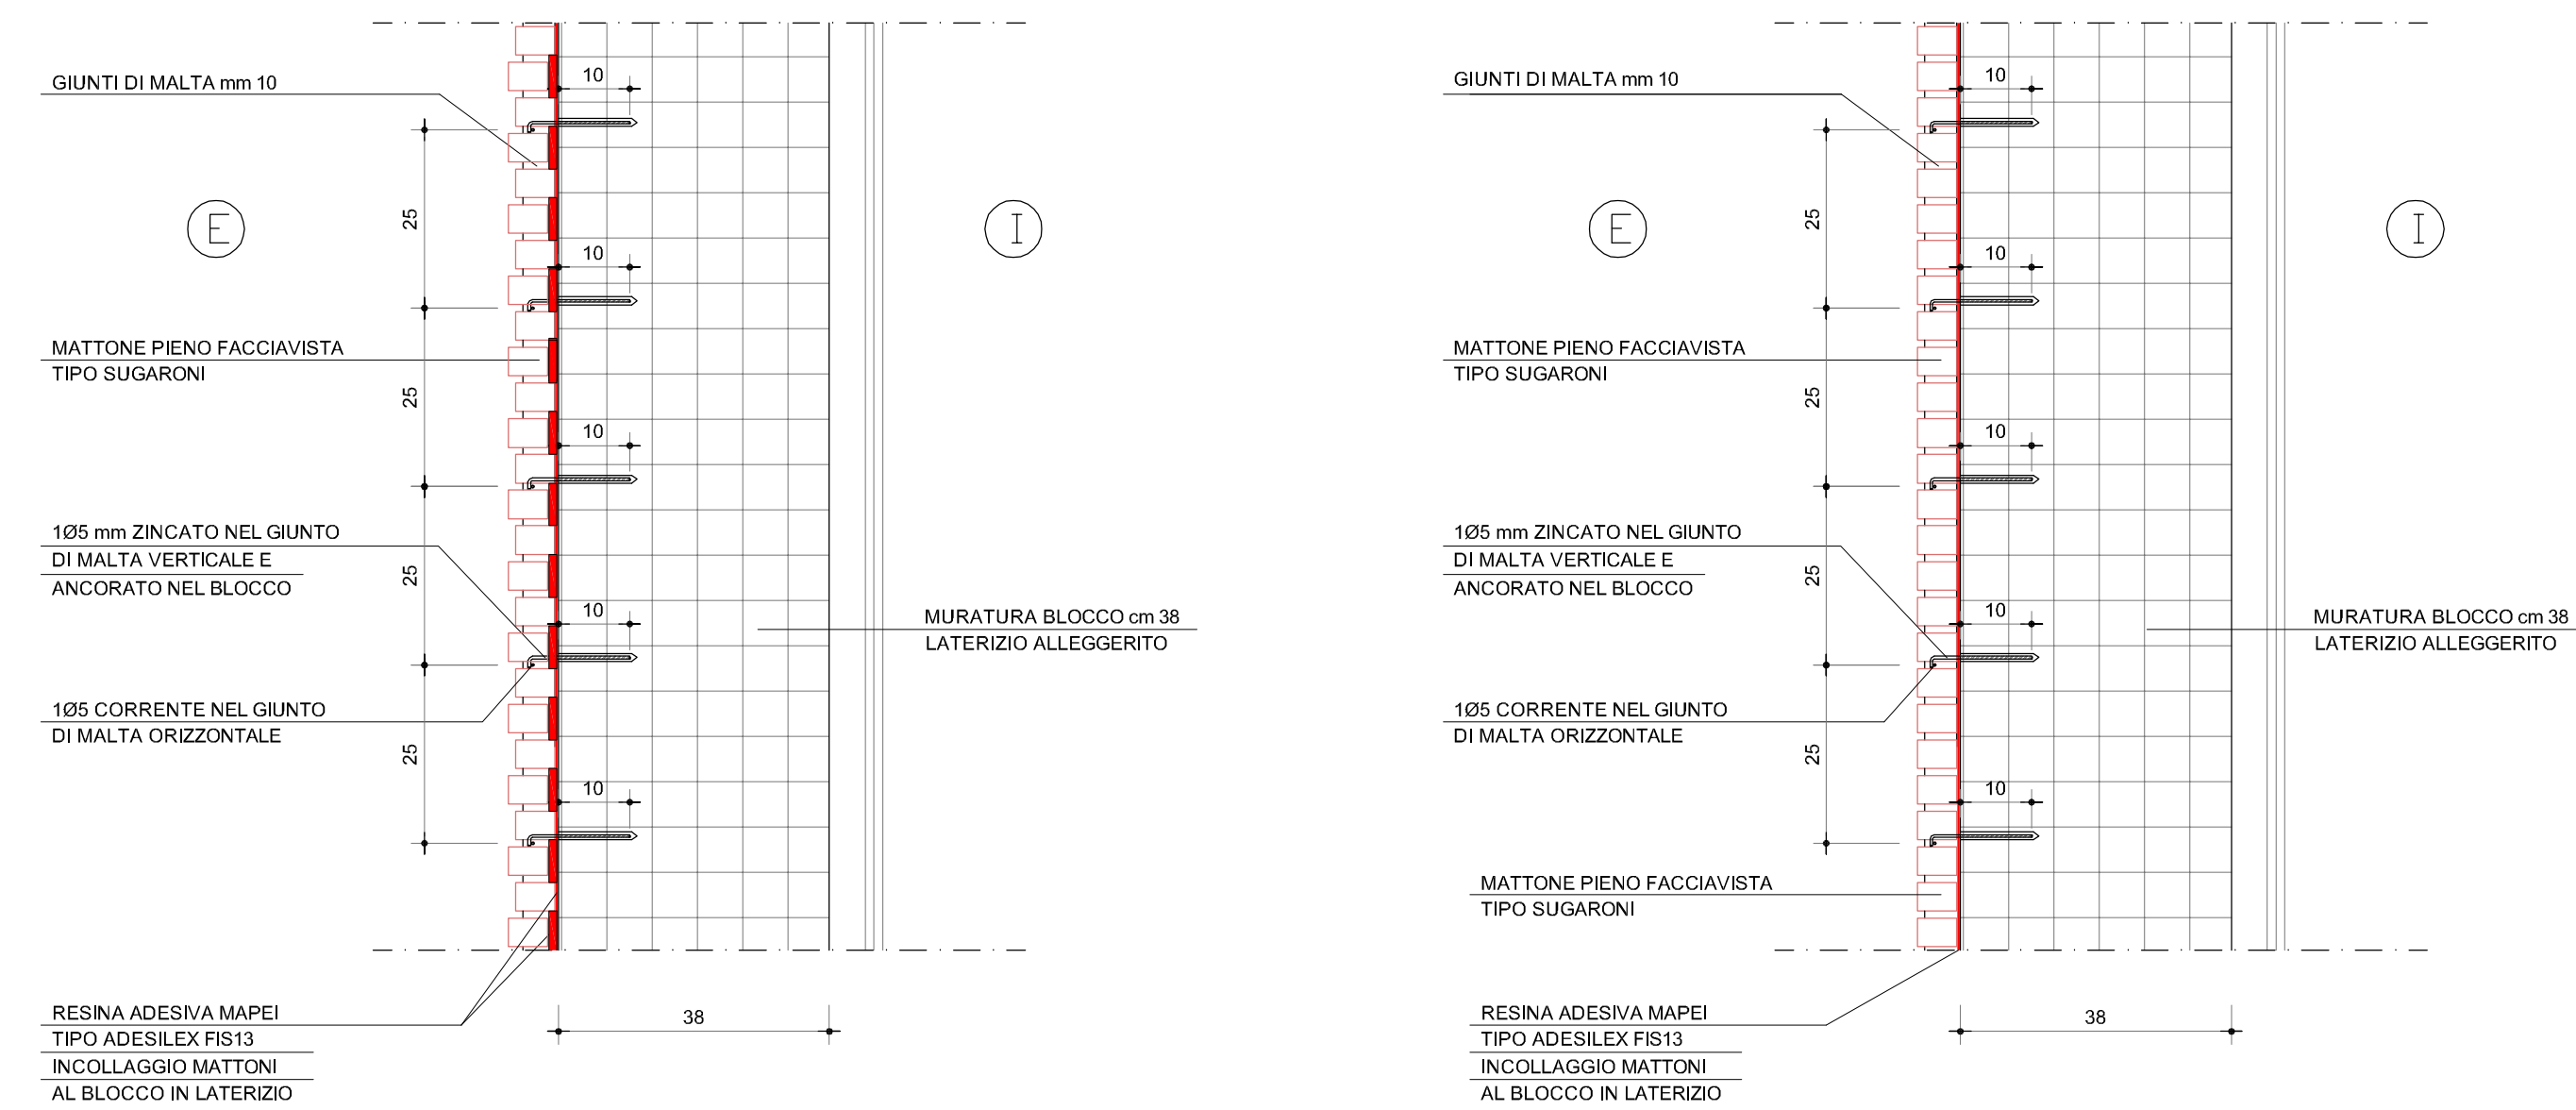 GIUNTI DI MALTA mm 10
10
E
I
25
10
MATTONE PIENO FACCIAVISTA
TIPO SUGARONI
25
10
1Ø5 mm ZINCATO NEL GIUNTO
DI MALTA VERTICALE E
ANCORATO NEL BLOCCO
25
10
MURATURA BLOCCO cm 38
LATERIZIO ALLEGGERITO
1Ø5 CORRENTE NEL GIUNTO
DI MALTA ORIZZONTALE
25
10
RESINA ADESIVA MAPEI
TIPO ADESILEX FIS13
INCOLLAGGIO MATTONI
AL BLOCCO IN LATERIZIO
38
GIUNTI DI MALTA mm 10
10
E
I
25
10
MATTONE PIENO FACCIAVISTA
TIPO SUGARONI
25
10
1Ø5 mm ZINCATO NEL GIUNTO
DI MALTA VERTICALE E
ANCORATO NEL BLOCCO
25
10
MURATURA BLOCCO cm 38
LATERIZIO ALLEGGERITO
1Ø5 CORRENTE NEL GIUNTO
DI MALTA ORIZZONTALE
25
10
MATTONE PIENO FACCIAVISTA
TIPO SUGARONI
RESINA ADESIVA MAPEI
TIPO ADESILEX FIS13
INCOLLAGGIO MATTONI
AL BLOCCO IN LATERIZIO
38